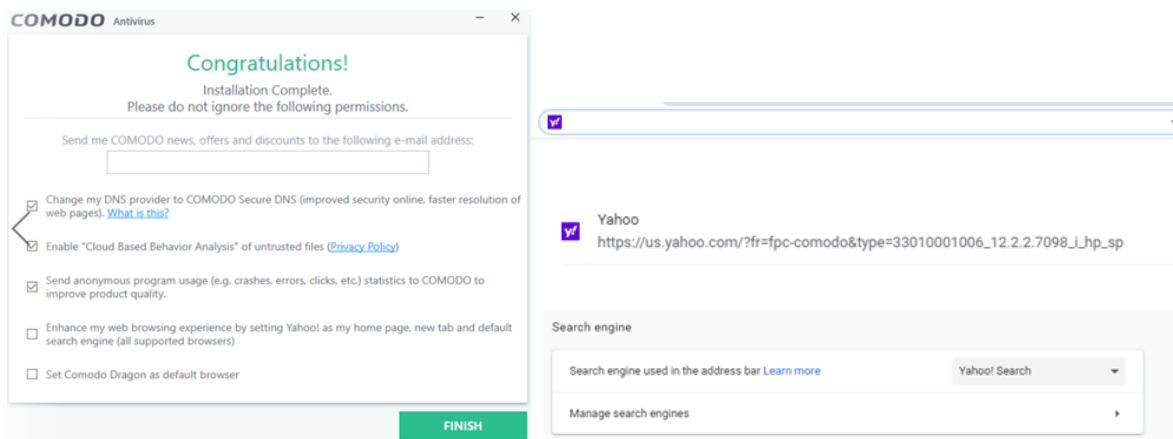 COMODO Antivirus
Congratulations!
Installation Complete.
Please do not ignore the following permissions.
Send me COMODO news, offers and discounts to the following e-mail address:
Change my DNS provider to COMODO Secure DNS (improved security online, faster resolution of
web pages). What is this?
Enable "Cloud Based Behavior Analysis" of untrusted files (Privacy Policy)
Send anonymous program usage (e.g. crashes, errors, clicks, etc.) statistics to COMODO to
improve product quality.
Enhance my web browsing experience by setting Yahoo! as my home page, new tab and default
search engine (all supported browsers)
Set Comodo Dragon as default browser
FINISH
y!
y!
Yahoo
https://us.yahoo.com/?fr=fpc-comodo&type=33010001006_12.2.2.7098_i_hp_sp
Search engine
Search engine used in the address bar Learn more
Yahoo! Search
Manage search engines